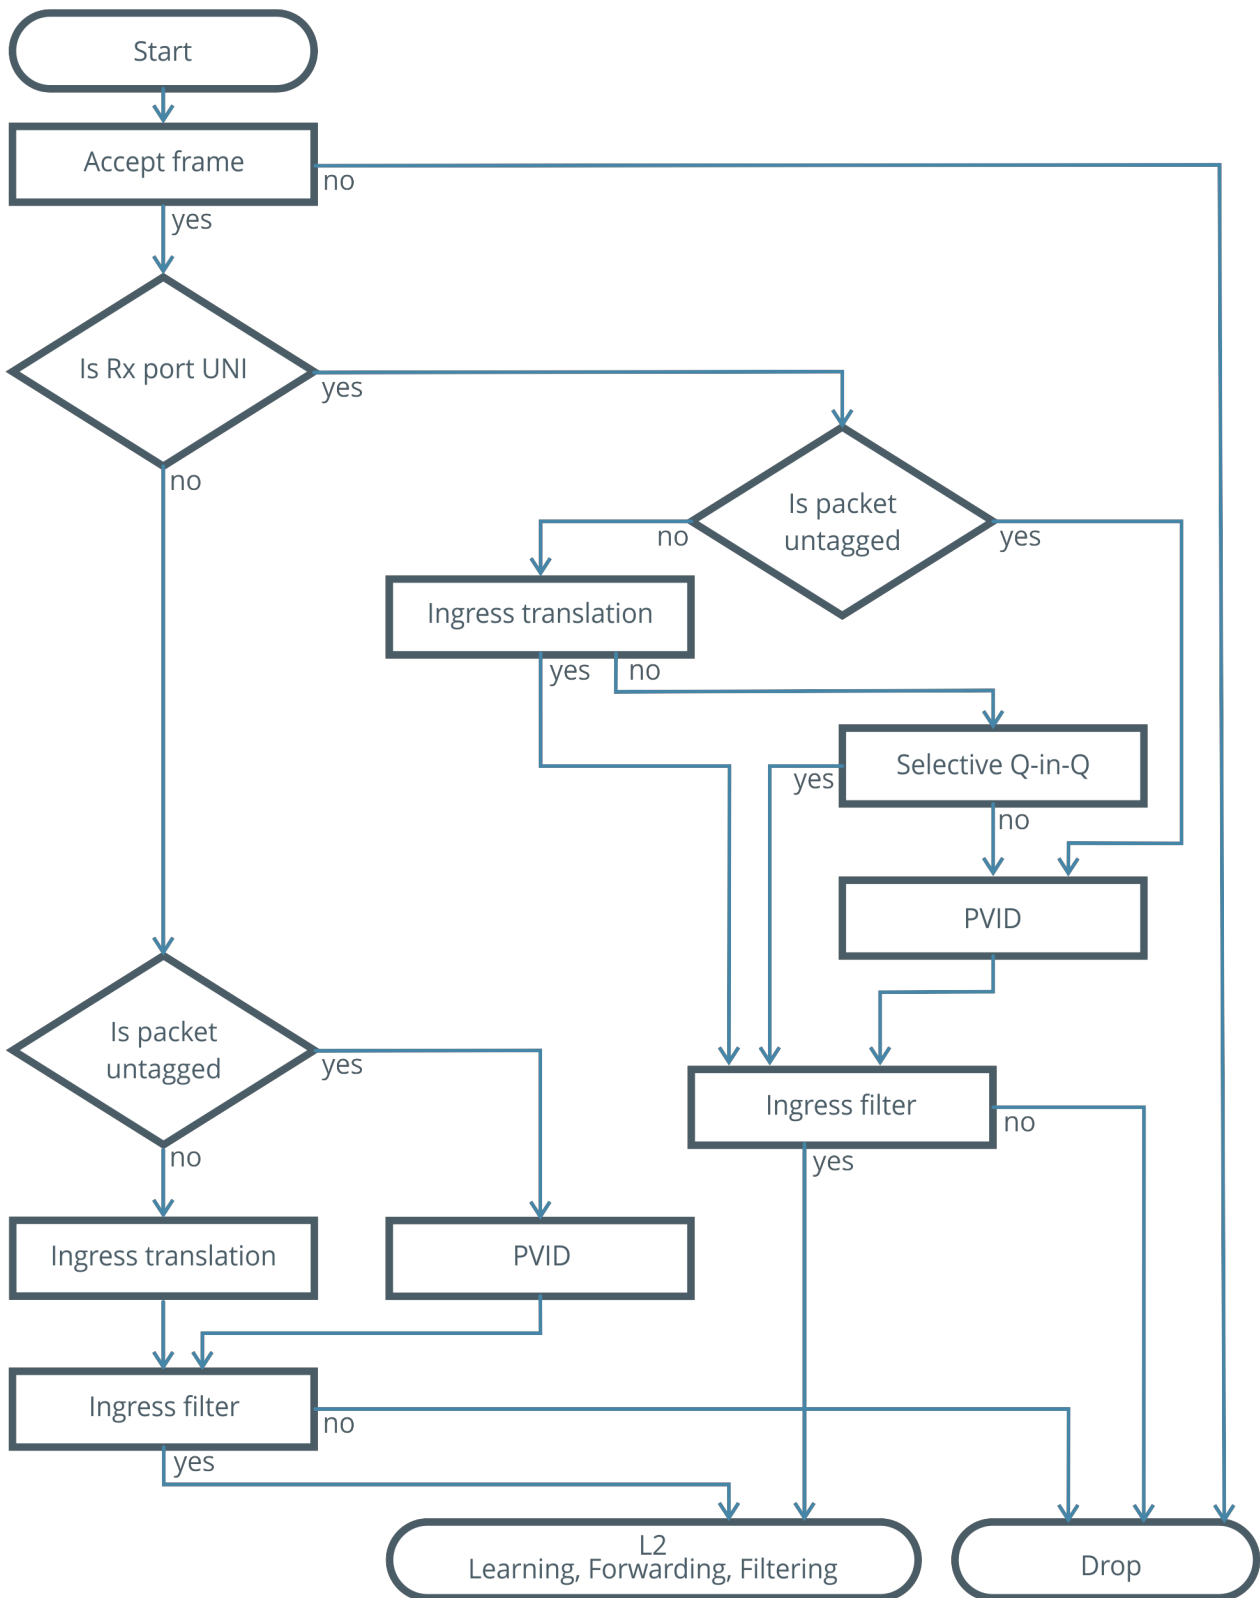 Start
Accept frame
no
yes
Is Rx port UNI
yes
no
Is packet
untagged
no
yes
Ingress translation
yes
no
Selective Q-in-Q
yes
no
PVID
Is packet
untagged
yes
no
Ingress filter
no
yes
Ingress translation
PVID
Ingress filter
no
yes
L2
Learning, Forwarding, Filtering
Drop